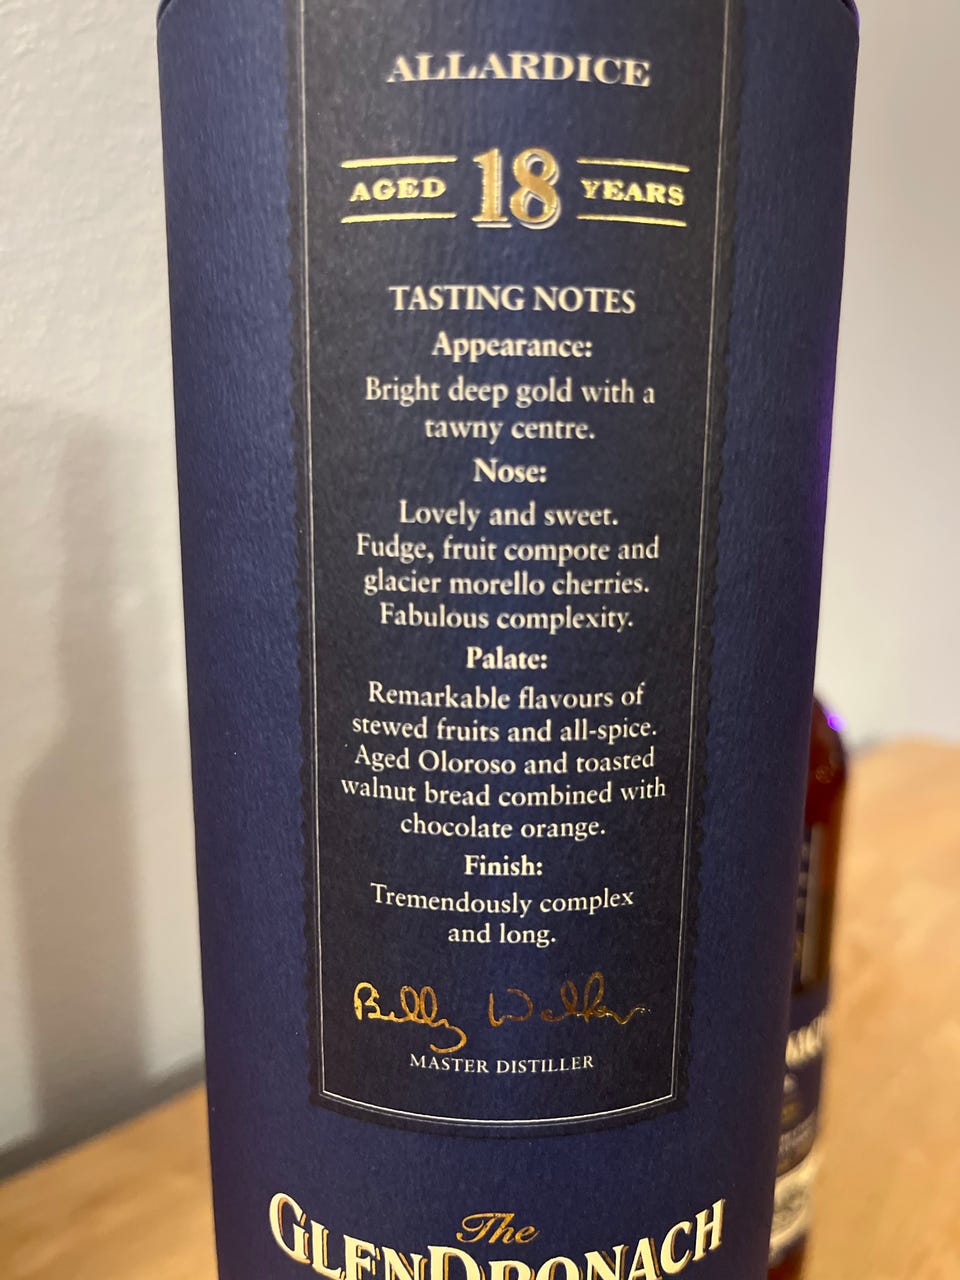 ALLARDICE
AGED 18 YEARS
TASTING NOTES
Appearance:
Bright deep gold with a
tawny centre.
Nose:
Lovely and sweet.
Fudge, fruit compote and
glacier morello cherries.
Fabulous complexity.
Palate:
Remarkable flavours of
stewed fruits and all-spice.
Aged Oloroso and toasted
walnut bread combined with
chocolate orange.
Finish:
Tremendously complex
and long.
Billy Walker
MASTER DISTILLER
The
GLENDRONACH